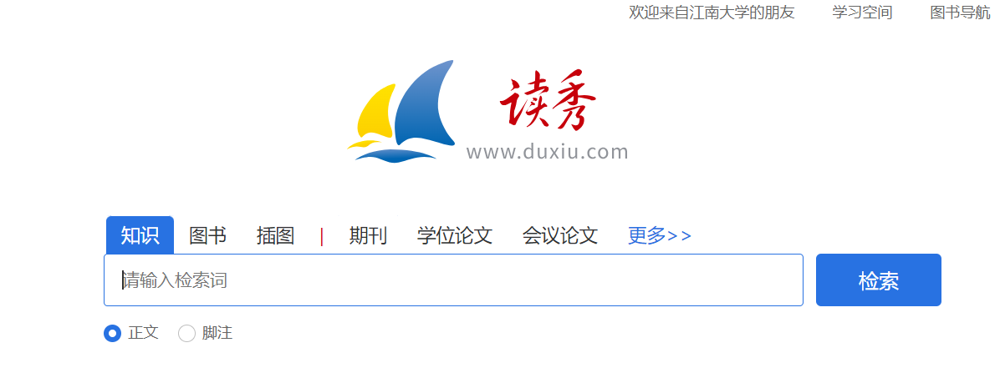 欢迎来自江南大学的朋友 学习空间 图书导航
读秀
www.duxiu.com
知识 图书 插图 | 期刊 学位论文 会议论文 更多>>
请输入检索词 检索
正文 脚注